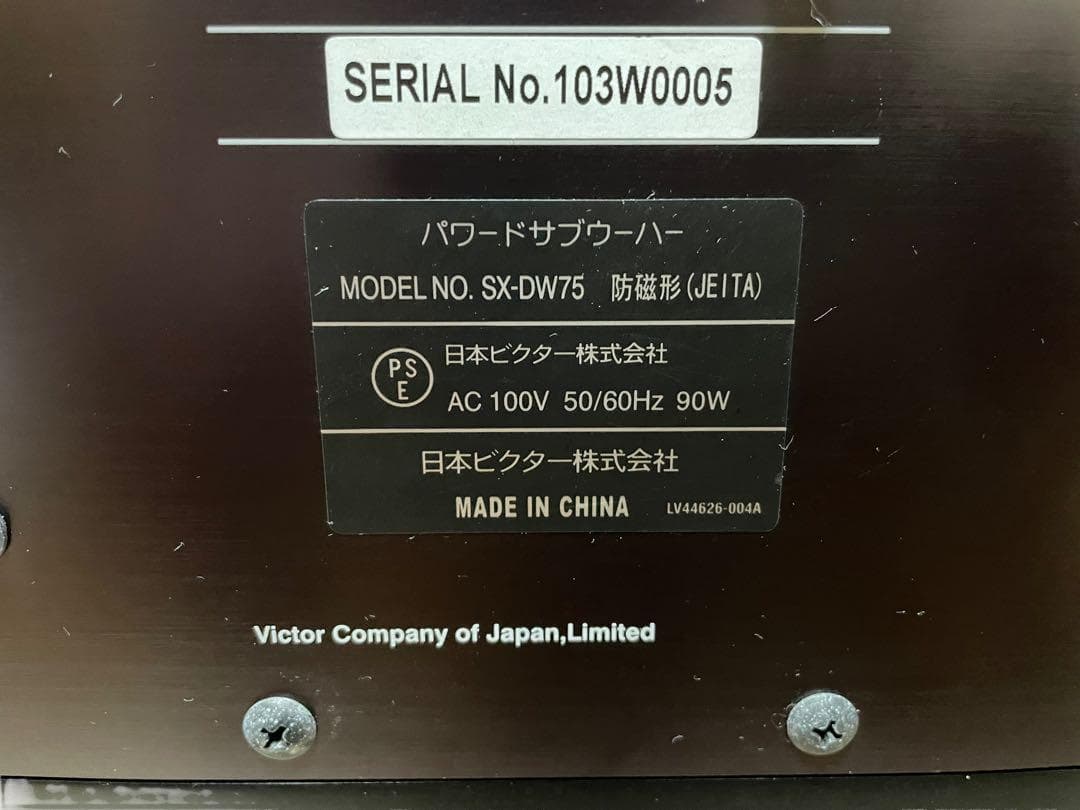 SERIAL No.103W0005
パワードサブウーハー
MODEL NO. SX-DW75 防磁形(JEITA)
PSE
日本ビクター株式会社
AC 100V 50/60Hz 90W
日本ビクター株式会社
MADE IN CHINA LV44626-004A
Victor Company of Japan,Limited